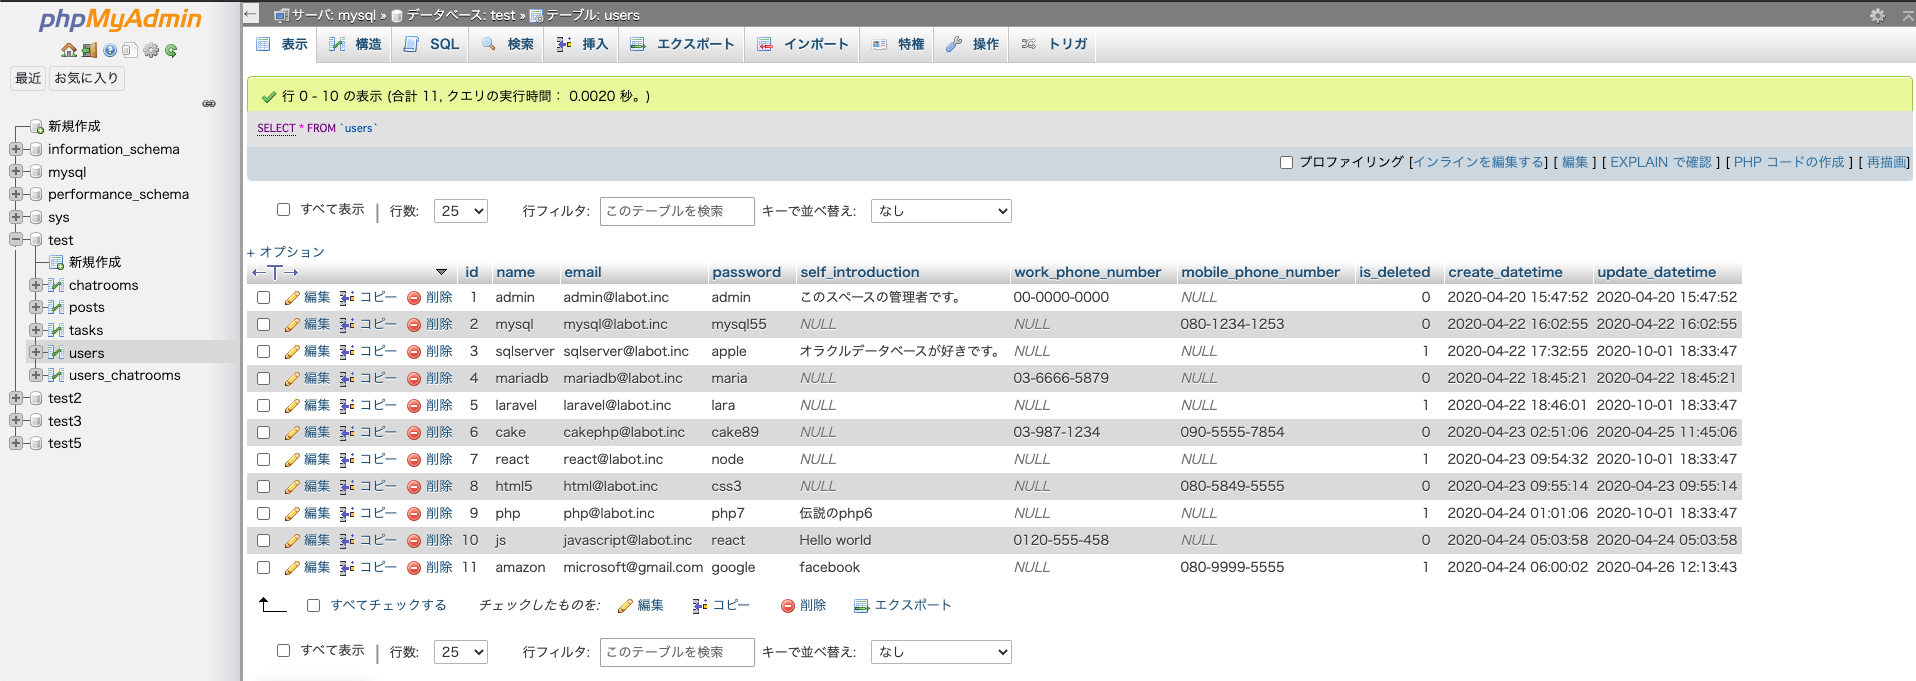 phpMyAdmin
最近 お気に入り
新規作成
information_schema
mysql
performance_schema
sys
test
新規作成
chatrooms
posts
tasks
users
users_chatrooms
test2
test3
test5
サーバ: mysql » データベース: test » テーブル: users
表示 構造 SQL 検索 挿入 エクスポート インポート 特権 操作 トリガ
行 0 - 10 の表示 (合計 11, クエリの実行時間： 0.0020 秒。)
SELECT * FROM `users`
プロファイリング [インラインを編集する] [ 編集 ] [ EXPLAIN で確認 ] [ PHP コードの作成 ] [ 再描画]
すべて表示 | 行数: 25 行フィルタ: このテーブルを検索 キーで並べ替え: なし
+ オプション
←T→ id name email password self_introduction work_phone_number mobile_phone_number is_deleted create_datetime update_datetime
編集 コピー 削除 1 admin admin@labot.inc admin このスペースの管理者です。 00-0000-0000 NULL 0 2020-04-20 15:47:52 2020-04-20 15:47:52
編集 コピー 削除 2 mysql mysql@labot.inc mysql55 NULL NULL 080-1234-1253 0 2020-04-22 16:02:55 2020-04-22 16:02:55
編集 コピー 削除 3 sqlserver sqlserver@labot.inc apple オラクルデータベースが好きです。 NULL NULL 1 2020-04-22 17:32:55 2020-10-01 18:33:47
編集 コピー 削除 4 mariadb mariadb@labot.inc maria NULL 03-6666-5879 NULL 0 2020-04-22 18:45:21 2020-04-22 18:45:21
編集 コピー 削除 5 laravel laravel@labot.inc lara NULL NULL NULL 1 2020-04-22 18:46:01 2020-10-01 18:33:47
編集 コピー 削除 6 cake cakephp@labot.inc cake89 NULL 03-987-1234 090-5555-7854 0 2020-04-23 02:51:06 2020-04-25 11:45:06
編集 コピー 削除 7 react react@labot.inc node NULL NULL NULL 1 2020-04-23 09:54:32 2020-10-01 18:33:47
編集 コピー 削除 8 html5 html@labot.inc css3 NULL NULL 080-5849-5555 0 2020-04-23 09:55:14 2020-04-23 09:55:14
編集 コピー 削除 9 php php@labot.inc php7 伝説のphp6 NULL NULL 1 2020-04-24 01:01:06 2020-10-01 18:33:47
編集 コピー 削除 10 js javascript@labot.inc react Hello world 0120-555-458 NULL 0 2020-04-24 05:03:58 2020-04-24 05:03:58
編集 コピー 削除 11 amazon microsoft@gmail.com google facebook NULL 080-9999-5555 1 2020-04-24 06:00:02 2020-04-26 12:13:43
すべてチェックする チェックしたものを: 編集 コピー 削除 エクスポート
すべて表示 | 行数: 25 行フィルタ: このテーブルを検索 キーで並べ替え: なし